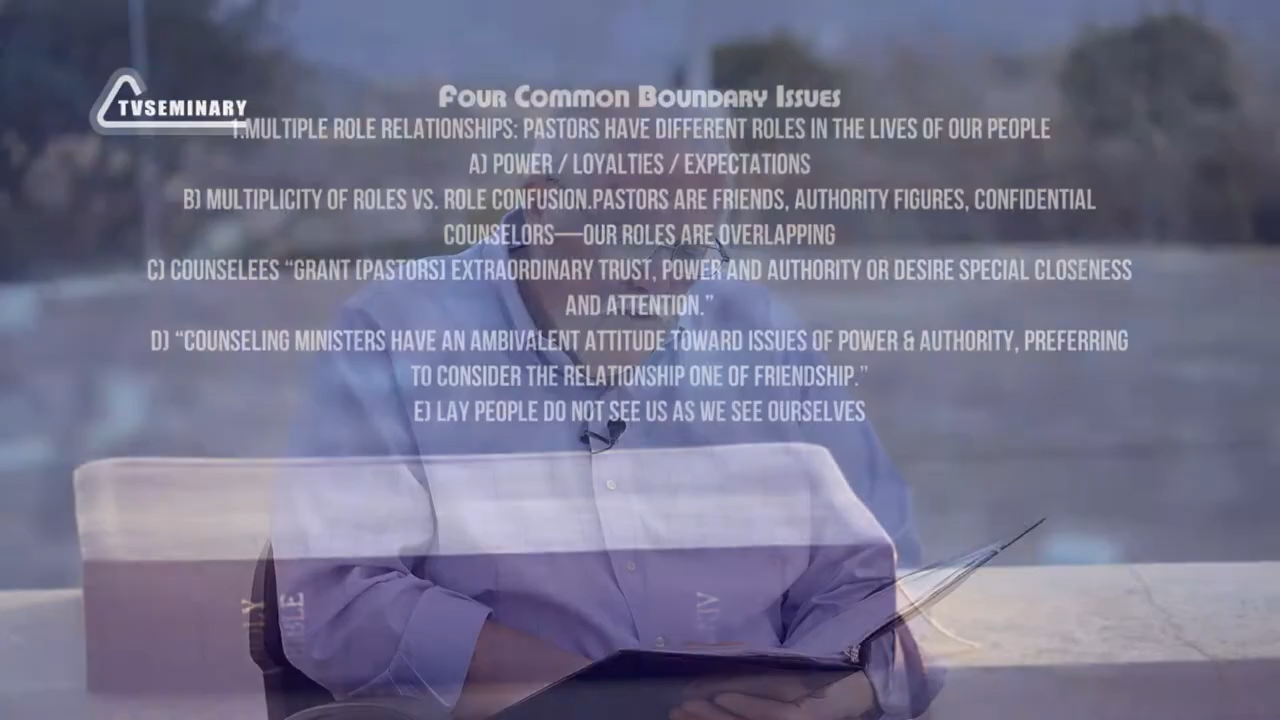 TVSEMINARY
Four Common Boundary Issues
1.MULTIPLE ROLE RELATIONSHIPS: PASTORS HAVE DIFFERENT ROLES IN THE LIVES OF OUR PEOPLE
A) POWER / LOYALTIES / EXPECTATIONS
B) MULTIPLICITY OF ROLES VS. ROLE CONFUSION.PASTORS ARE FRIENDS, AUTHORITY FIGURES, CONFIDENTIAL
COUNSELORS—OUR ROLES ARE OVERLAPPING
C) COUNSELEES “GRANT [PASTORS] EXTRAORDINARY TRUST, POWER AND AUTHORITY OR DESIRE SPECIAL CLOSENESS
AND ATTENTION.”
D) “COUNSELING MINISTERS HAVE AN AMBIVALENT ATTITUDE TOWARD ISSUES OF POWER & AUTHORITY, PREFERRING
TO CONSIDER THE RELATIONSHIP ONE OF FRIENDSHIP.”
E) LAY PEOPLE DO NOT SEE US AS WE SEE OURSELVES